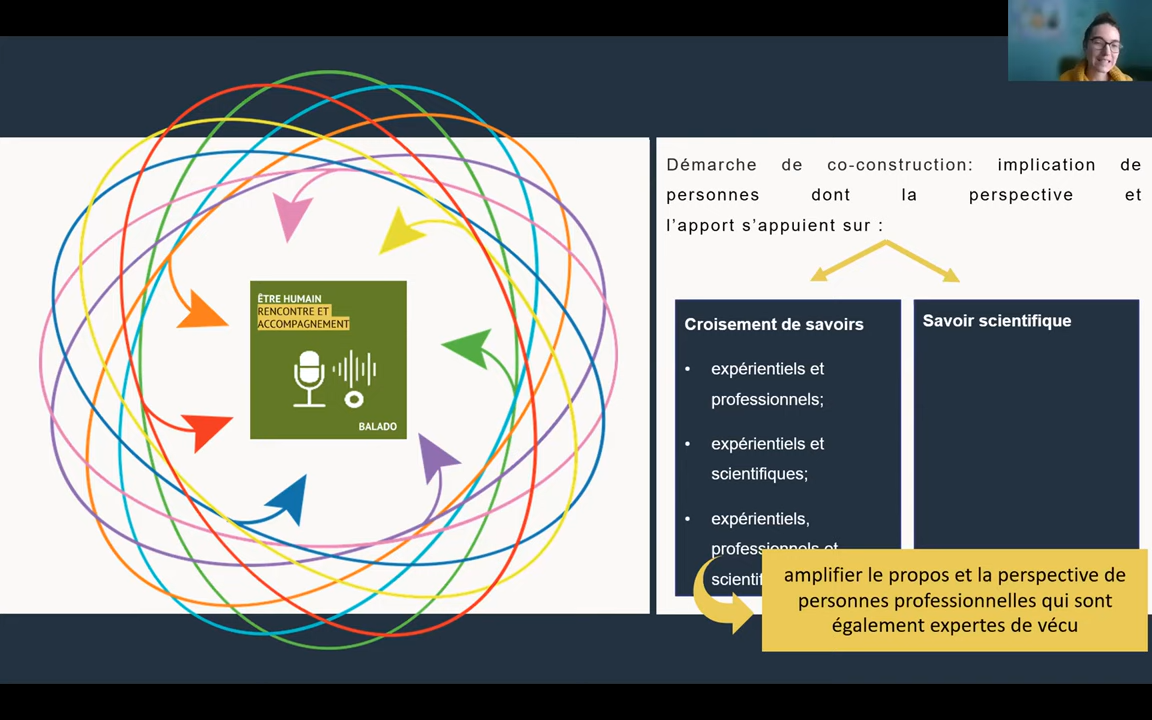 Démarche de co-construction: implication de
personnes dont la perspective et
l'apport s'appuient sur :
ÊTRE HUMAIN
RENCONTRE ET
ACCOMPAGNEMENT
BALADO
Croisement de savoirs
• expérientiels et
professionnels;
• expérientiels et
scientifiques;
• expérientiels,
professionnels et
Savoir scientifique
amplifier le propos et la perspective de
personnes professionnelles qui sont
également expertes de vécu